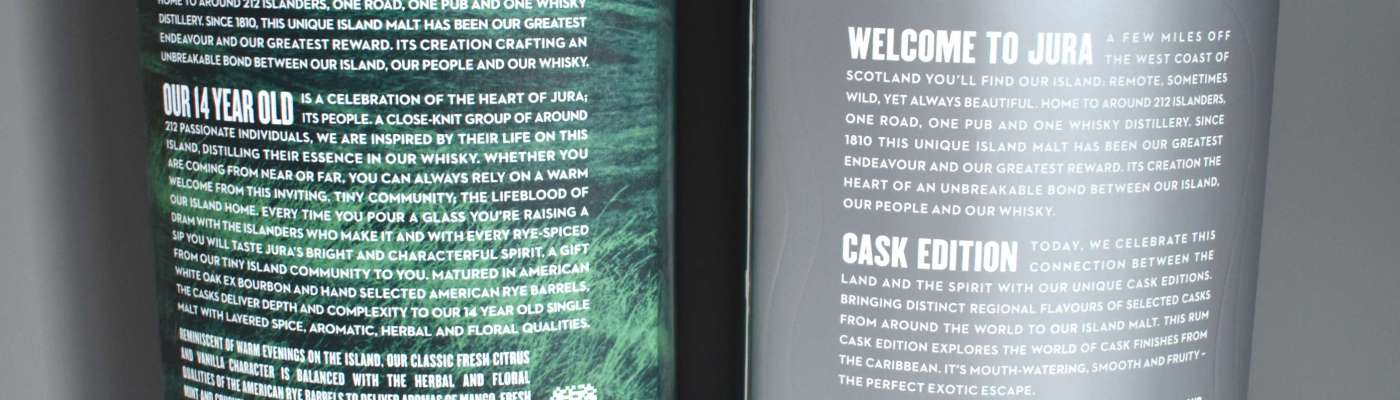 HOME TO AROUND 212 ISLANDERS, ONE ROAD, ONE PUB AND ONE WHISKY
DISTILLERY. SINCE 1810, THIS UNIQUE ISLAND MALT HAS BEEN OUR GREATEST
ENDEAVOUR AND OUR GREATEST REWARD. ITS CREATION CRAFTING AN
UNBREAKABLE BOND BETWEEN OUR ISLAND, OUR PEOPLE AND OUR WHISKY.
OUR 14 YEAR OLD IS A CELEBRATION OF THE HEART OF JURA;
ITS PEOPLE. A CLOSE-KNIT GROUP OF AROUND
212 PASSIONATE INDIVIDUALS, WE ARE INSPIRED BY THEIR LIFE ON THIS
ISLAND, DISTILLING THEIR ESSENCE IN OUR WHISKY. WHETHER YOU
ARE COMING FROM NEAR OR FAR, YOU CAN ALWAYS RELY ON A WARM
WELCOME FROM THIS INVITING, TINY COMMUNITY; THE LIFEBLOOD OF
OUR ISLAND HOME. EVERY TIME YOU POUR A GLASS YOU'RE RAISING A
DRAM WITH THE ISLANDERS WHO MAKE IT AND WITH EVERY RYE-SPICED
SIP YOU WILL TASTE JURA'S BRIGHT AND CHARACTERFUL SPIRIT, A GIFT
FROM OUR TINY ISLAND COMMUNITY TO YOU. MATURED IN AMERICAN
WHITE OAK EX BOURBON AND HAND SELECTED AMERICAN RYE BARRELS,
THE CASKS DELIVER DEPTH AND COMPLEXITY TO OUR 14 YEAR OLD SINGLE
MALT WITH LAYERED SPICE, AROMATIC, HERBAL AND FLORAL QUALITIES.
REMINISCENT OF WARM EVENINGS ON THE ISLAND, OUR CLASSIC FRESH CITRUS
AND VANILLA CHARACTER IS BALANCED WITH THE HERBAL AND FLORAL
QUALITIES OF THE AMERICAN RYE BARRELS TO DELIVER AROMAS OF MANGO, FRESH
MINT AND
WELCOME TO JURA A FEW MILES OFF
THE WEST COAST OF
SCOTLAND YOU'LL FIND OUR ISLAND: REMOTE, SOMETIMES
WILD, YET ALWAYS BEAUTIFUL. HOME TO AROUND 212 ISLANDERS,
ONE ROAD, ONE PUB AND ONE WHISKY DISTILLERY. SINCE
1810 THIS UNIQUE ISLAND MALT HAS BEEN OUR GREATEST
ENDEAVOUR AND OUR GREATEST REWARD. ITS CREATION THE
HEART OF AN UNBREAKABLE BOND BETWEEN OUR ISLAND,
OUR PEOPLE AND OUR WHISKY.
CASK EDITION TODAY, WE CELEBRATE THIS
CONNECTION BETWEEN THE
LAND AND THE SPIRIT WITH OUR UNIQUE CASK EDITIONS.
BRINGING DISTINCT REGIONAL FLAVOURS OF SELECTED CASKS
FROM AROUND THE WORLD TO OUR ISLAND MALT. THIS RUM
CASK EDITION EXPLORES THE WORLD OF CASK FINISHES FROM
THE CARIBBEAN. IT'S MOUTH-WATERING, SMOOTH AND FRUITY –
THE PERFECT EXOTIC ESCAPE.